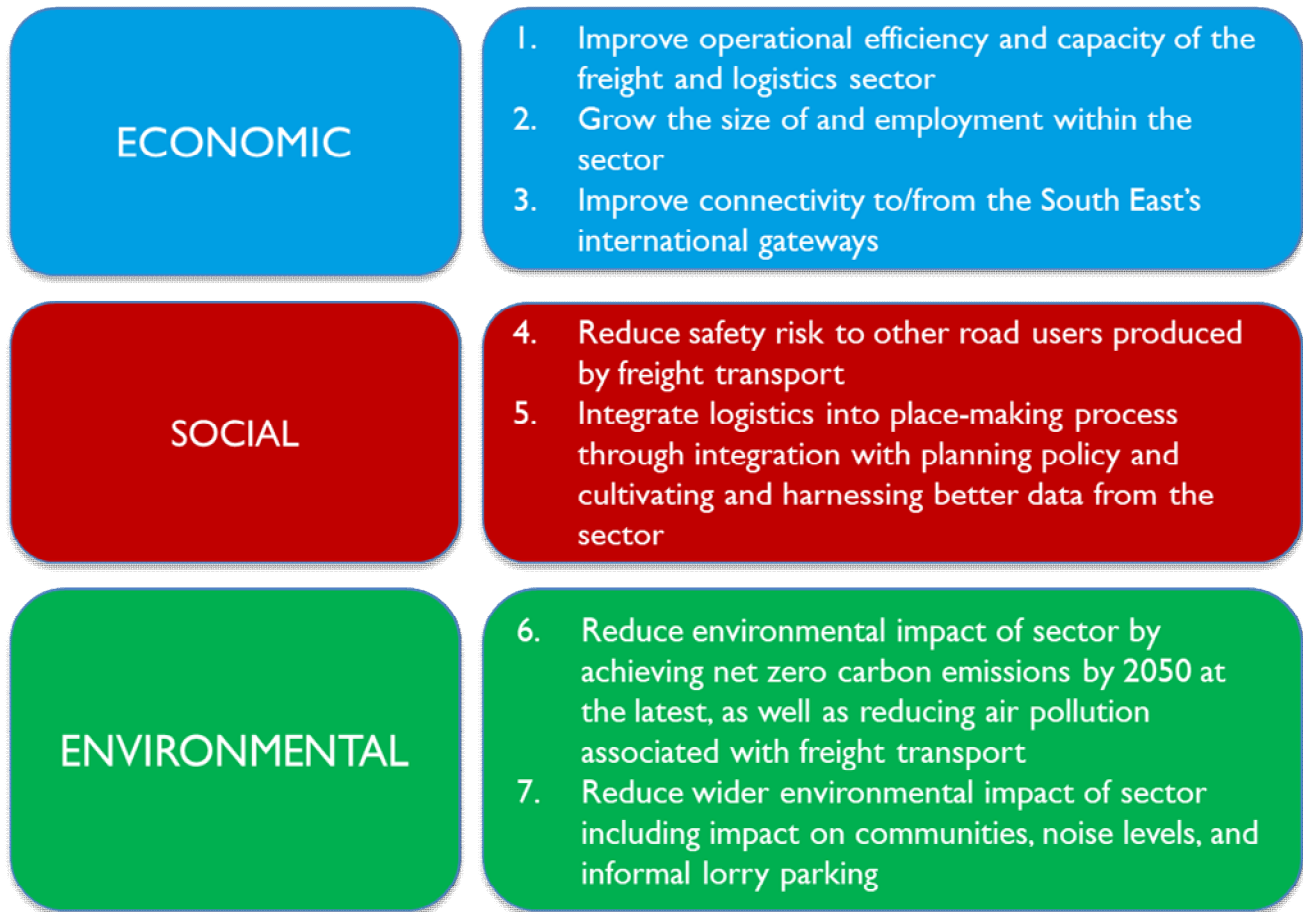 ECONOMIC
1. Improve operational efficiency and capacity of the
freight and logistics sector
2. Grow the size of and employment within the
sector
3. Improve connectivity to/from the South East’s
international gateways
SOCIAL
4. Reduce safety risk to other road users produced
by freight transport
5. Integrate logistics into place-making process
through integration with planning policy and
cultivating and harnessing better data from the
sector
ENVIRONMENTAL
6. Reduce environmental impact of sector by
achieving net zero carbon emissions by 2050 at
the latest, as well as reducing air pollution
associated with freight transport
7. Reduce wider environmental impact of sector
including impact on communities, noise levels, and
informal lorry parking